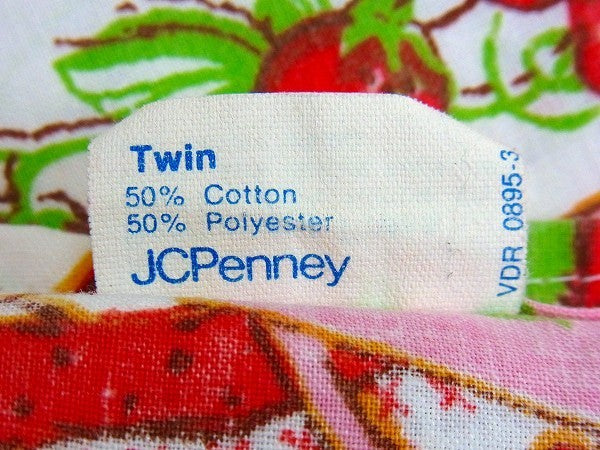 Twin
50% Cotton
50% Polyester
JCPenney
VDR 0895-3